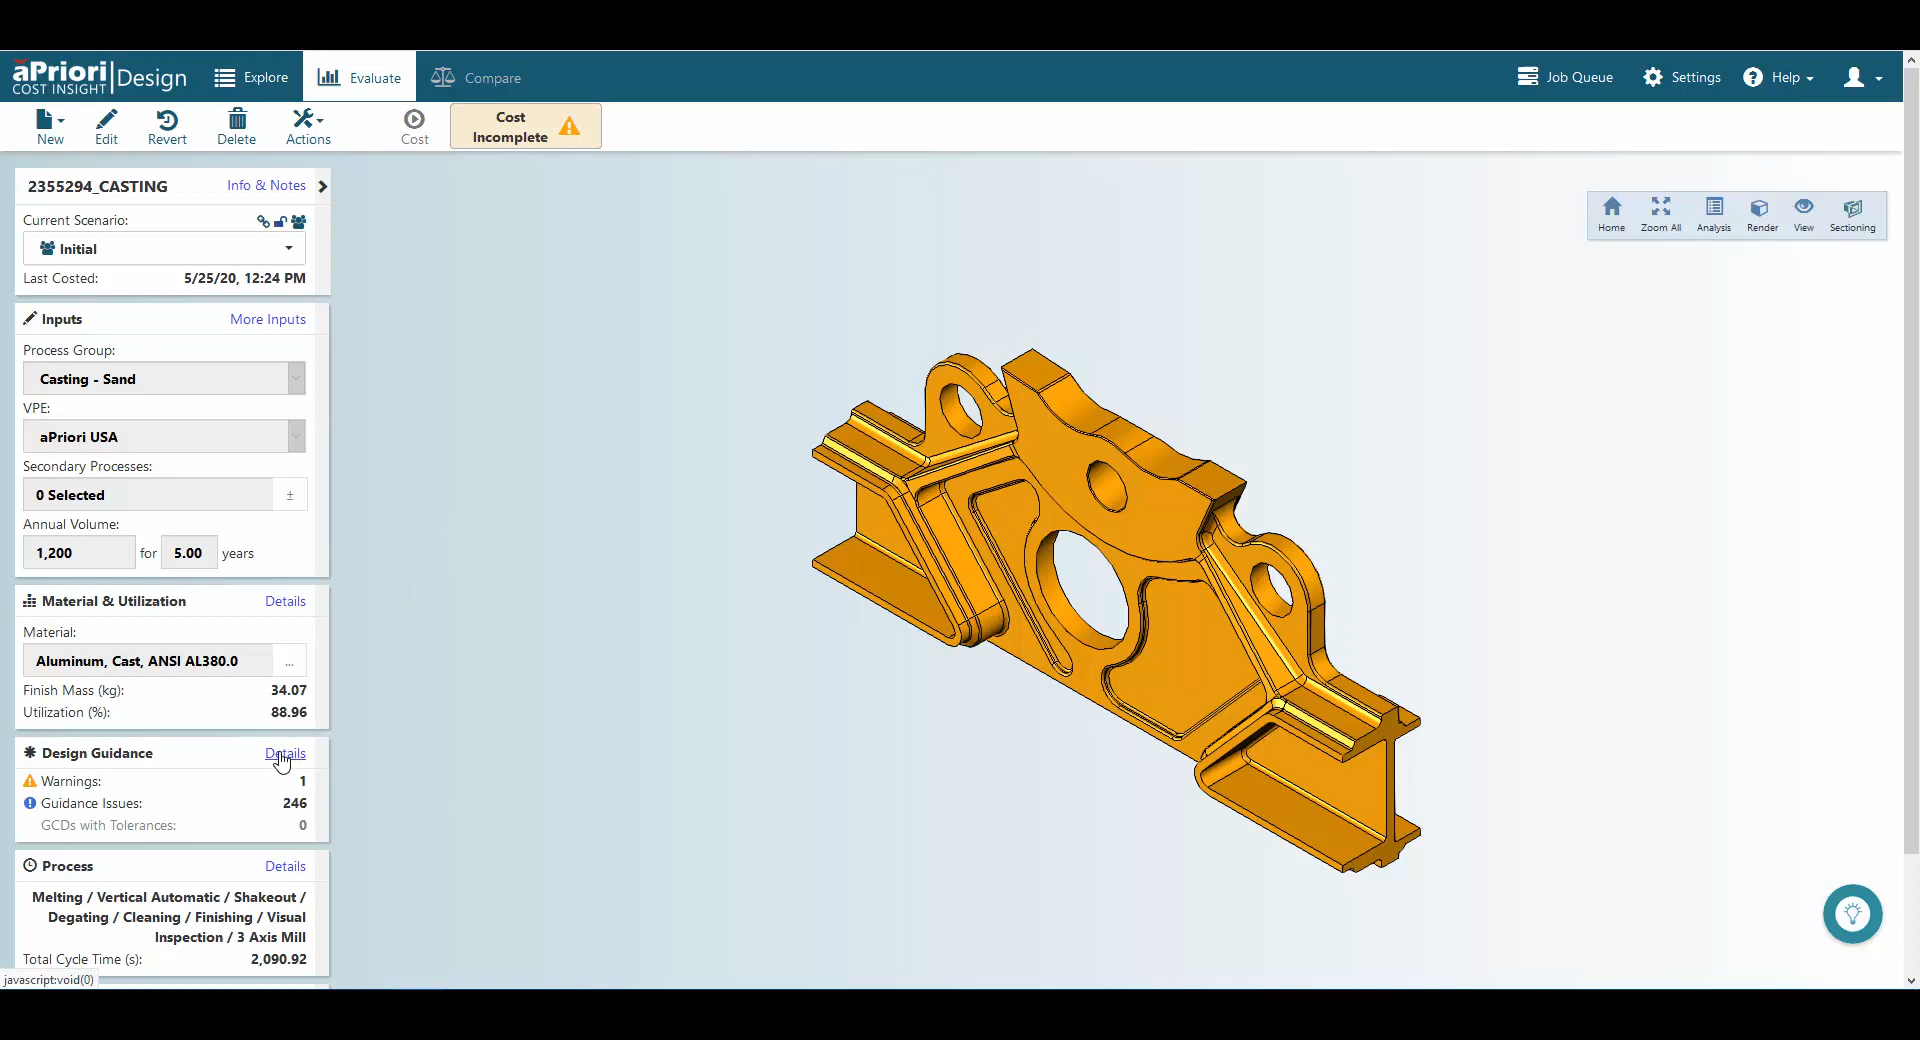 aPriori Design
COST INSIGHT
Explore
Evaluate
Compare
Job Queue
Settings
Help
New
Edit
Revert
Delete
Actions
Cost
Cost
Incomplete
2355294_CASTING
Info & Notes
Current Scenario:
Initial
Last Costed: 5/25/20, 12:24 PM
Inputs
More Inputs
Process Group:
Casting - Sand
VPE:
aPriori USA
Secondary Processes:
0 Selected
±
Annual Volume:
1,200 for 5.00 years
Material & Utilization
Details
Material:
Aluminum, Cast, ANSI AL380.0
...
Finish Mass (kg): 34.07
Utilization (%): 88.96
Design Guidance
Details
Warnings: 1
Guidance Issues: 246
GCDs with Tolerances: 0
Process
Details
Melting / Vertical Automatic / Shakeout /
Degating / Cleaning / Finishing / Visual
Inspection / 3 Axis Mill
Total Cycle Time (s): 2,090.92
javascript:void(0)
Home
Zoom All
Analysis
Render
View
Sectioning